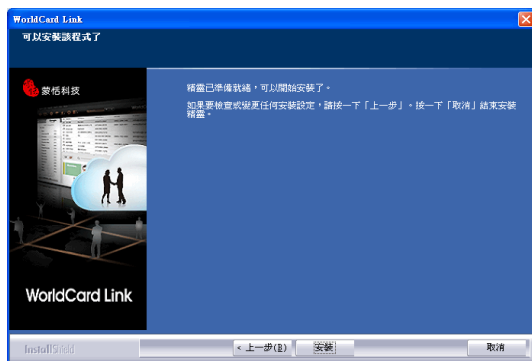 WorldCard Link
可以安裝該程式了
蒙恬科技
精靈已準備就緒，可以開始安裝了。
如果要檢查或變更任何安裝設定，請按一下「上一步」。按一下「取消」結束安裝
精靈。
WorldCard Link
InstallShield
< 上一步(B)
安裝
取消